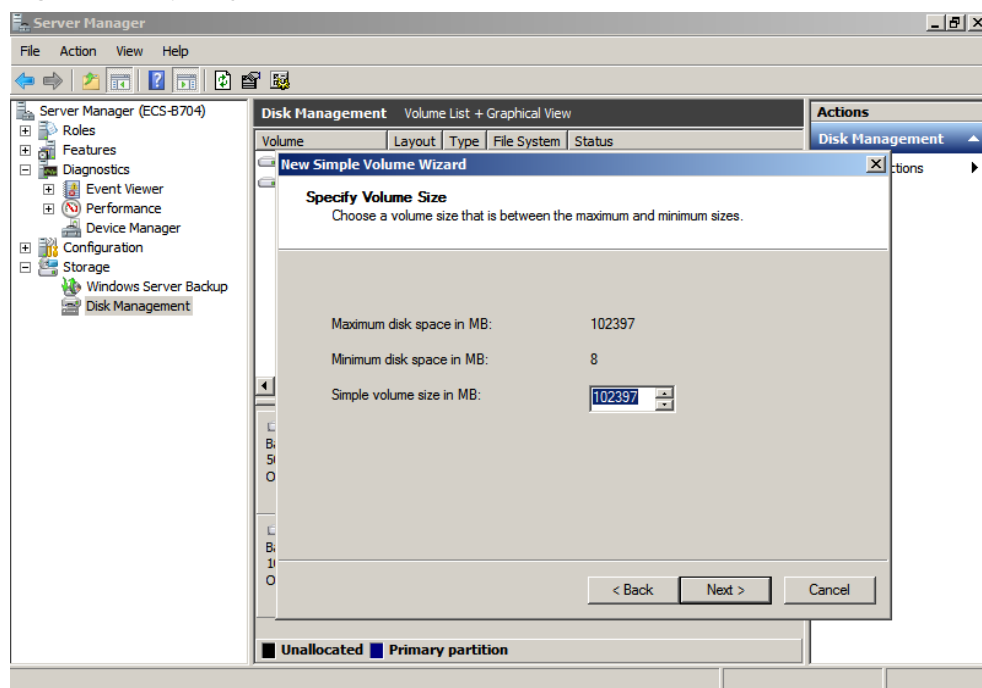 Server Manager
File Action View Help
Server Manager (ECS-B704)
Roles
Features
Diagnostics
Event Viewer
Performance
Device Manager
Configuration
Storage
Windows Server Backup
Disk Management
Disk Management Volume List + Graphical View
Volume Layout Type File System Status
Actions
Disk Management
ctions
New Simple Volume Wizard
Specify Volume Size
Choose a volume size that is between the maximum and minimum sizes.
Maximum disk space in MB: 102397
Minimum disk space in MB: 8
Simple volume size in MB: 102397
< Back Next > Cancel
Unallocated Primary partition